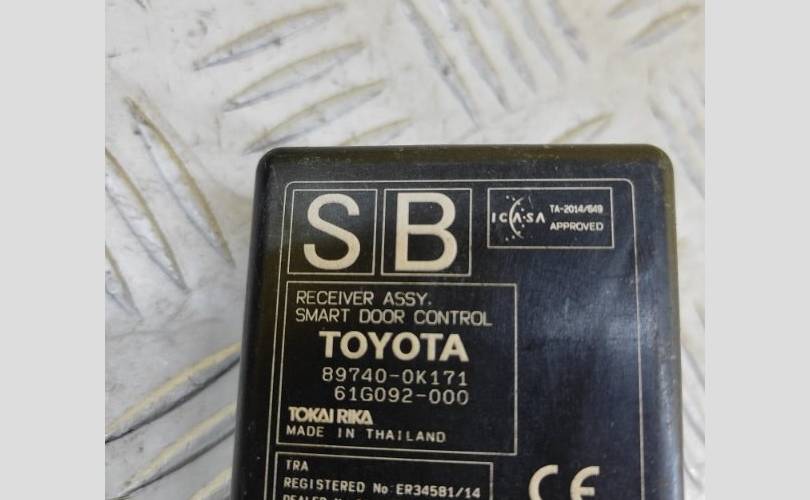 S B
ICASA TA-2014/649
APPROVED
RECEIVER ASSY.
SMART DOOR CONTROL
TOYOTA
89740-0K171
61G092-000
TOKAI RIKA
MADE IN THAILAND
TRA
REGISTERED No:ER34581/14
DEALER
CE